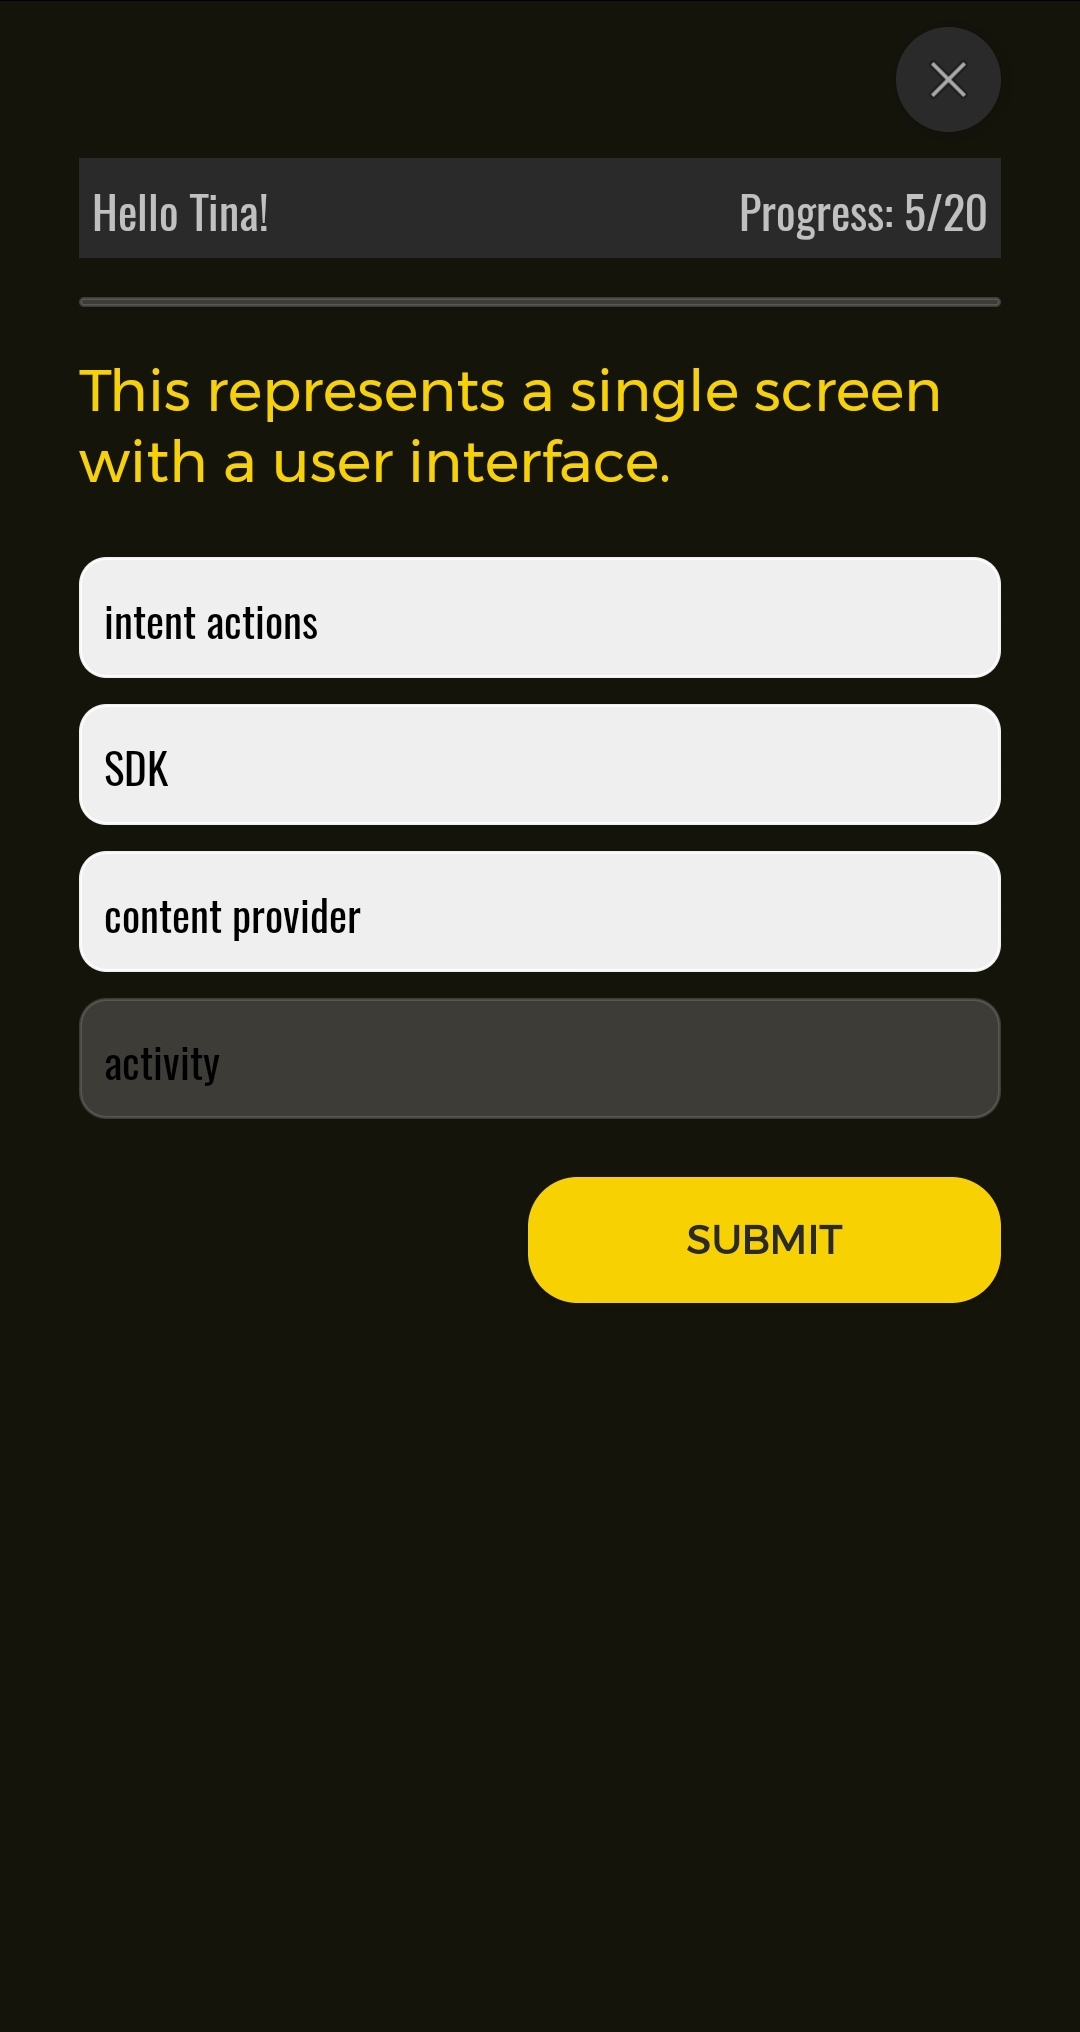 Hello Tina!
Progress: 5/20
This represents a single screen
with a user interface.
intent actions
SDK
content provider
activity
SUBMIT